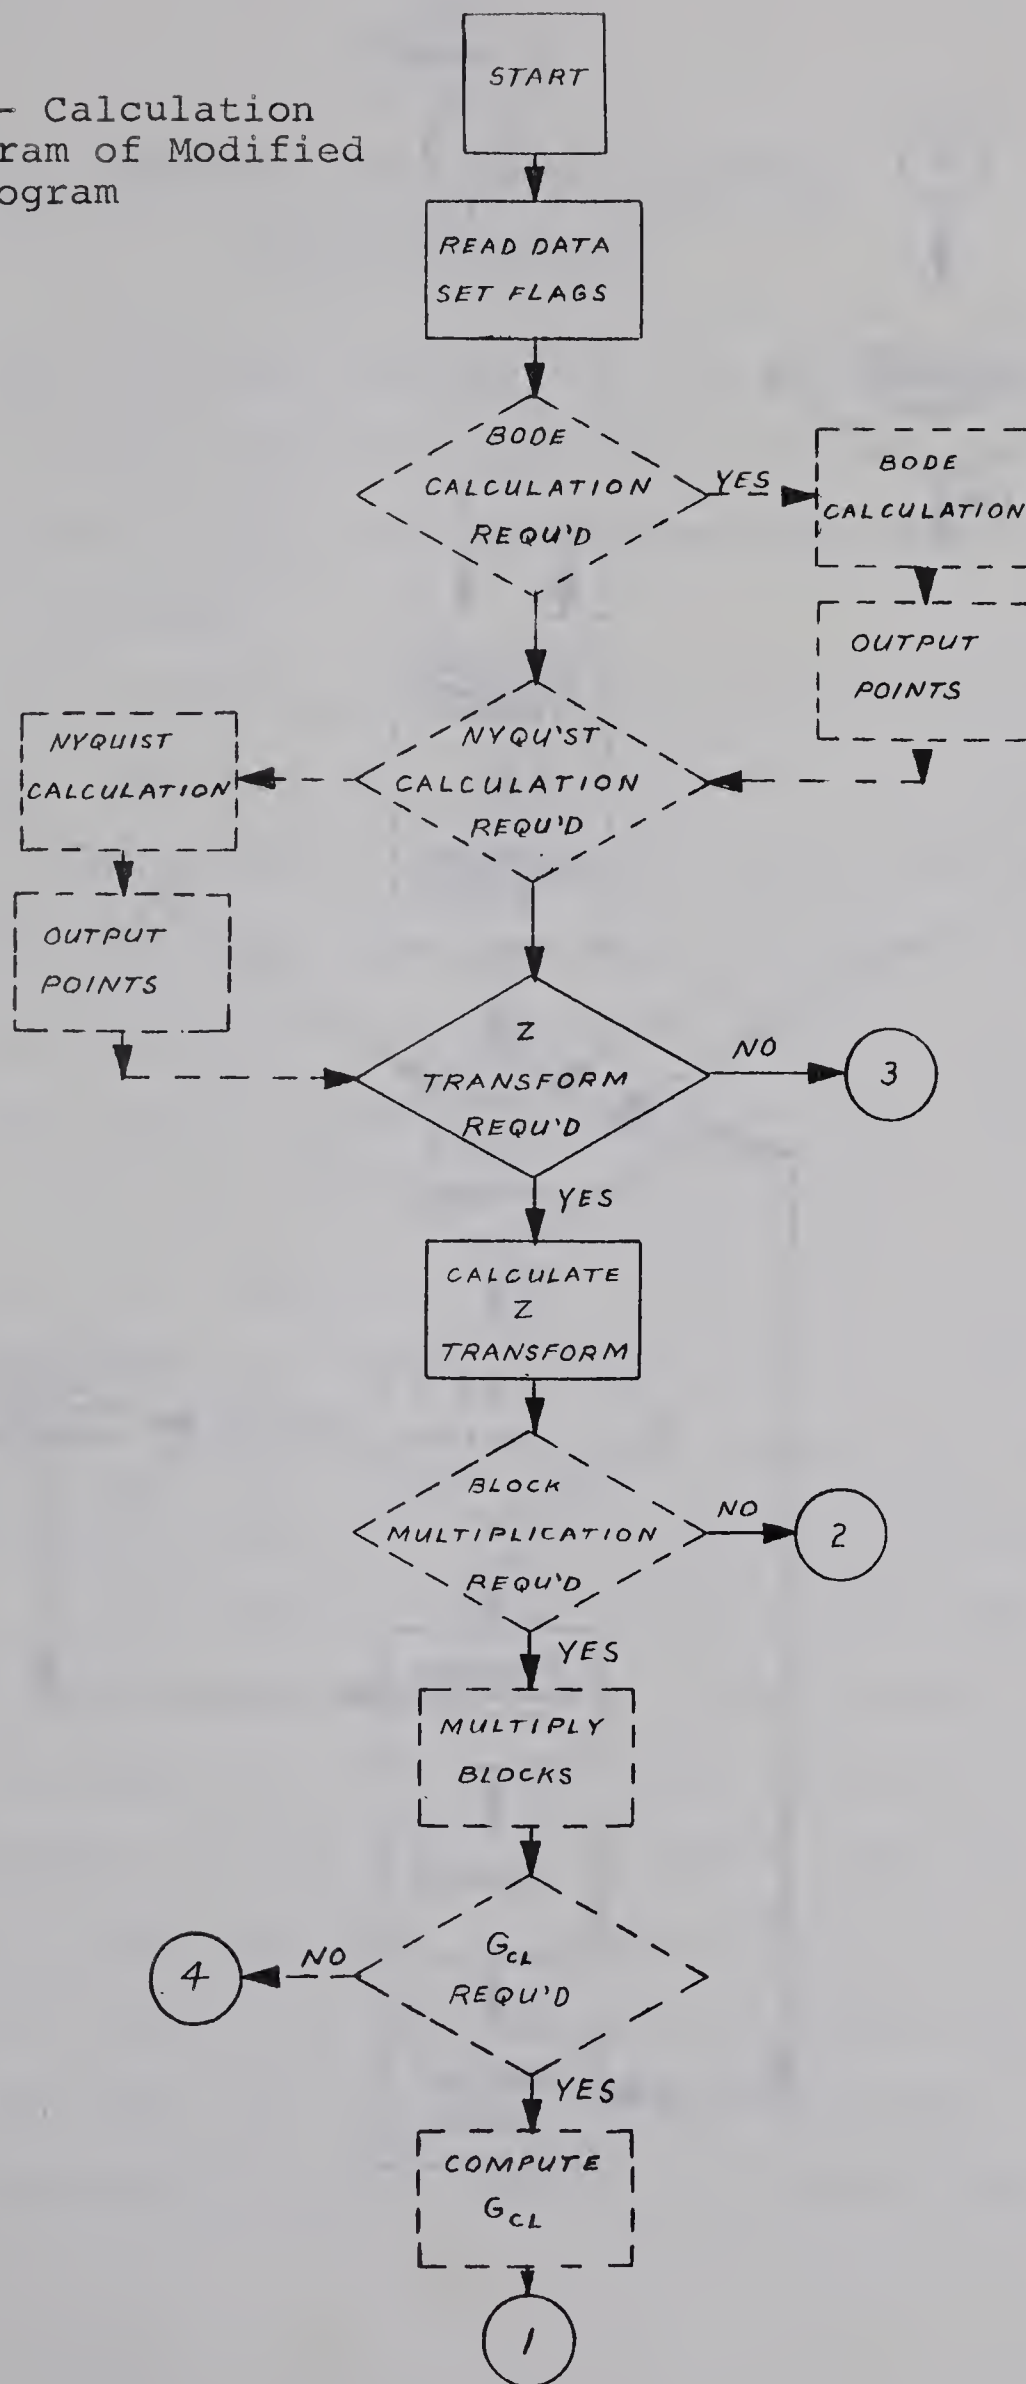 - Calculation
ram of Modified
ogram
START
READ DATA
SET FLAGS
BODE
CALCULATION
REQU'D
YES
BODE
CALCULATION
OUTPUT
POINTS
NYQU'ST
CALCULATION
REQU'D
NYQUIST
CALCULATION
OUTPUT
POINTS
Z
TRANSFORM
REQU'D
NO
3
YES
CALCULATE
Z
TRANSFORM
BLOCK
MULTIPLICATION
REQU'D
NO
2
YES
MULTIPLY
BLOCKS
G_CL
REQU'D
NO
4
YES
COMPUTE
G_CL
1